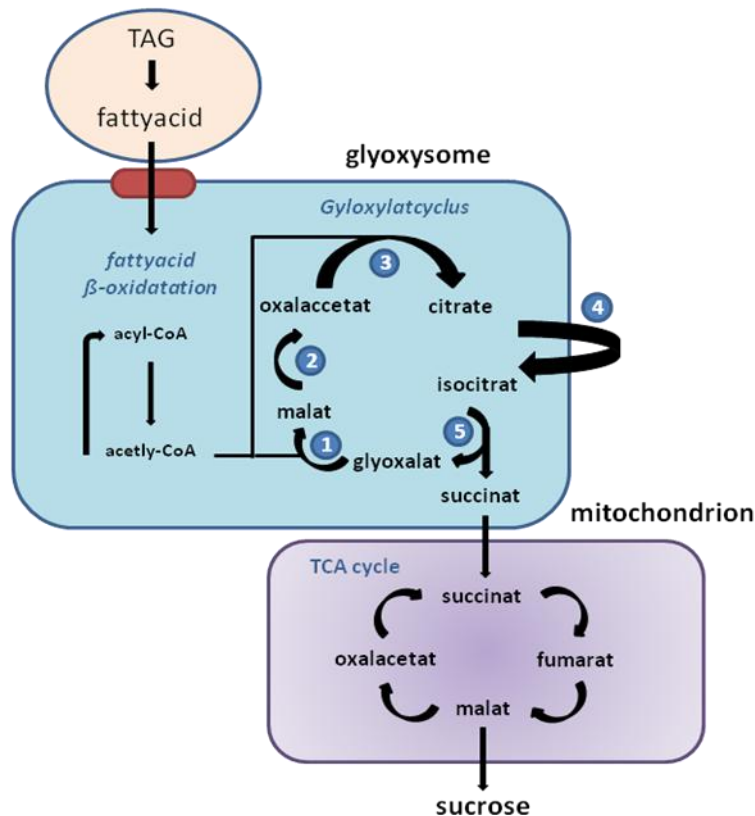 TAG
fattyacid
glyoxysome
Gyloxylatcyclus
fattyacid
ß-oxidatation
3
4
oxalaccetat
citrate
acyl-CoA
2
isocitrat
malat
1
5
acetly-CoA
glyoxalat
succinat
mitochondrion
TCA cycle
succinat
oxalacetat
fumarat
malat
sucrose